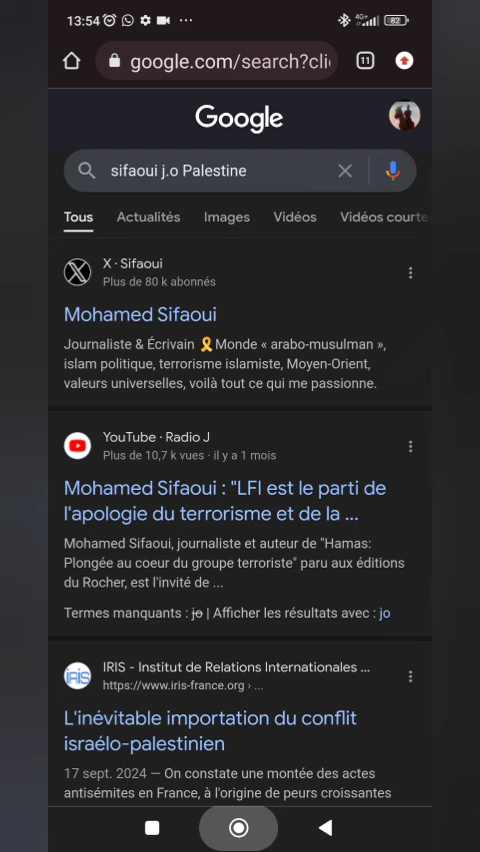 13:54
4G+
82
google.com/search?cli
11
Google
sifaoui j.o Palestine
Tous Actualités Images Vidéos Vidéos courte
X · Sifaoui
Plus de 80 k abonnés
Mohamed Sifaoui
Journaliste & Écrivain 🎗️Monde « arabo-musulman »,
islam politique, terrorisme islamiste, Moyen-Orient,
valeurs universelles, voilà tout ce qui me passionne.
YouTube · Radio J
Plus de 10,7 k vues · il y a 1 mois
Mohamed Sifaoui : "LFI est le parti de
l'apologie du terrorisme et de la ...
Mohamed Sifaoui, journaliste et auteur de "Hamas:
Plongée au coeur du groupe terroriste" paru aux éditions
du Rocher, est l'invité de ...
Termes manquants : jo | Afficher les résultats avec : jo
IRIS
IRIS - Institut de Relations Internationales ...
https://www.iris-france.org › ...
L'inévitable importation du conflit
israélo-palestinien
17 sept. 2024 — On constate une montée des actes
antisémites en France, à l'origine de peurs croissantes